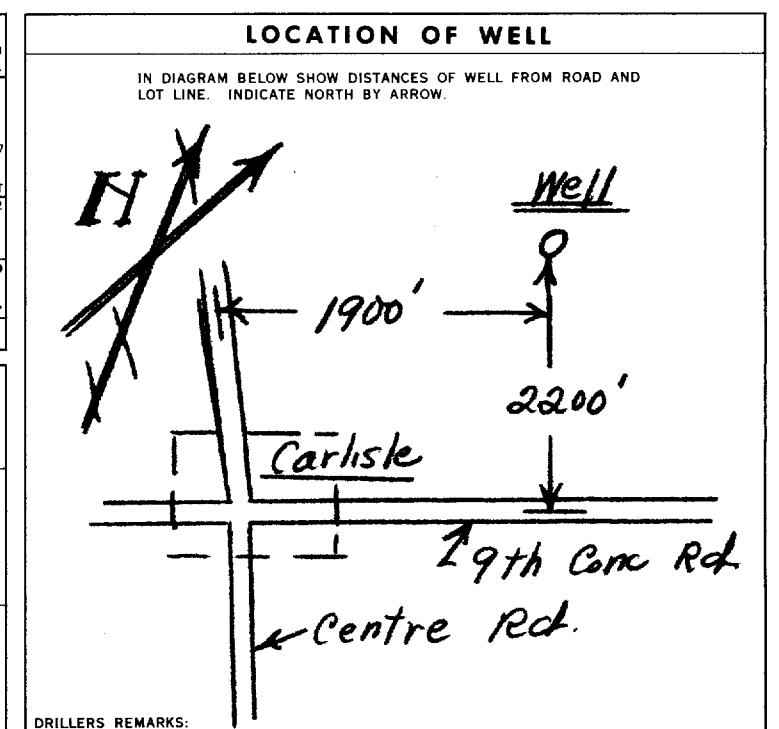 LOCATION OF WELL
IN DIAGRAM BELOW SHOW DISTANCES OF WELL FROM ROAD AND
LOT LINE. INDICATE NORTH BY ARROW.
N
Well
1900'
2200'
Carlisle
9th Conc Rd.
Centre Rd.
DRILLERS REMARKS: